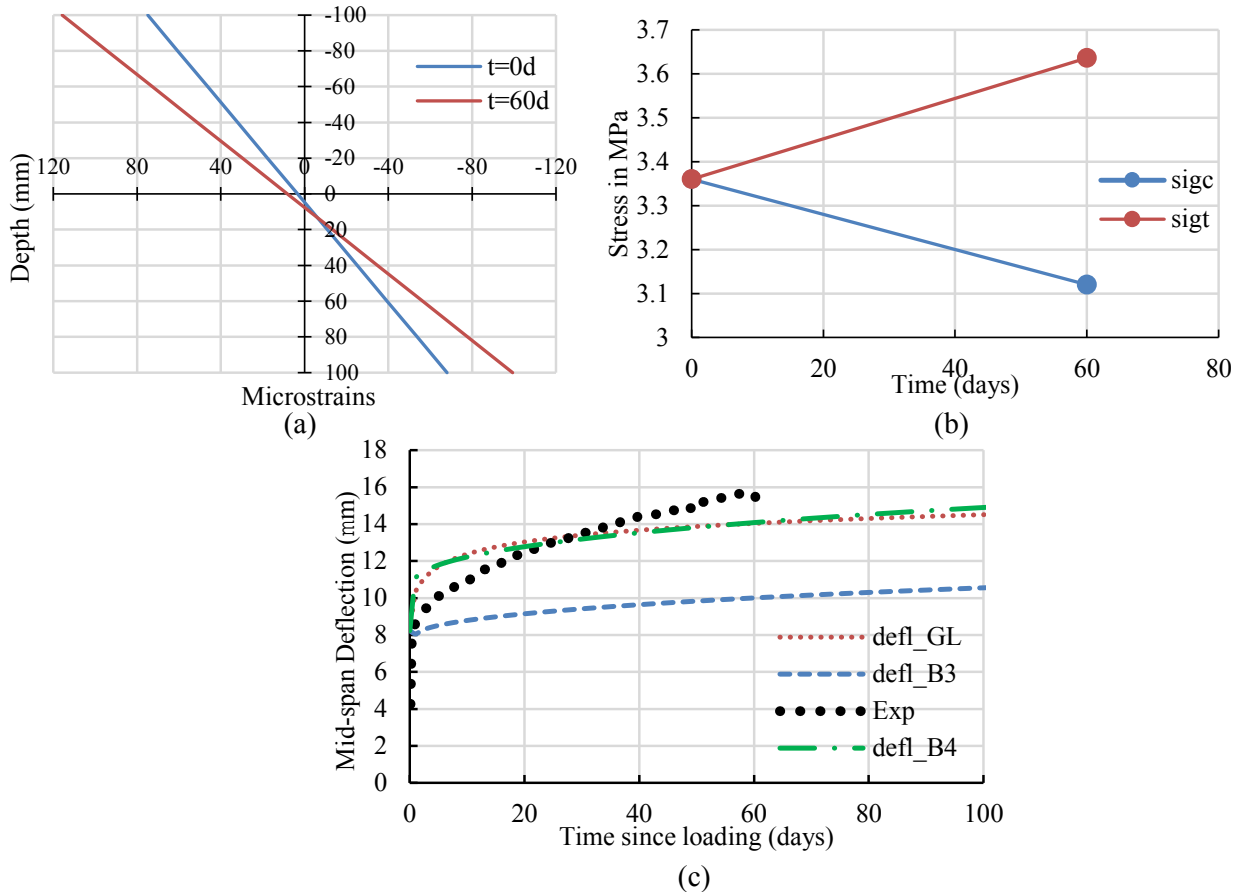 -100
-80
-60
-40
-20
0
20
40
60
80
100
120
80
40
0
-40
-80
-120
t=0d
t=60d
Depth (mm)
Microstrains
(a)
3.7
3.6
3.5
3.4
3.3
3.2
3.1
3
0
20
40
60
80
sigc
sigt
Stress in MPa
Time (days)
(b)
18
16
14
12
10
8
6
4
2
0
0
20
40
60
80
100
defl_GL
defl_B3
Exp
defl_B4
Mid-span Deflection (mm)
Time since loading (days)
(c)